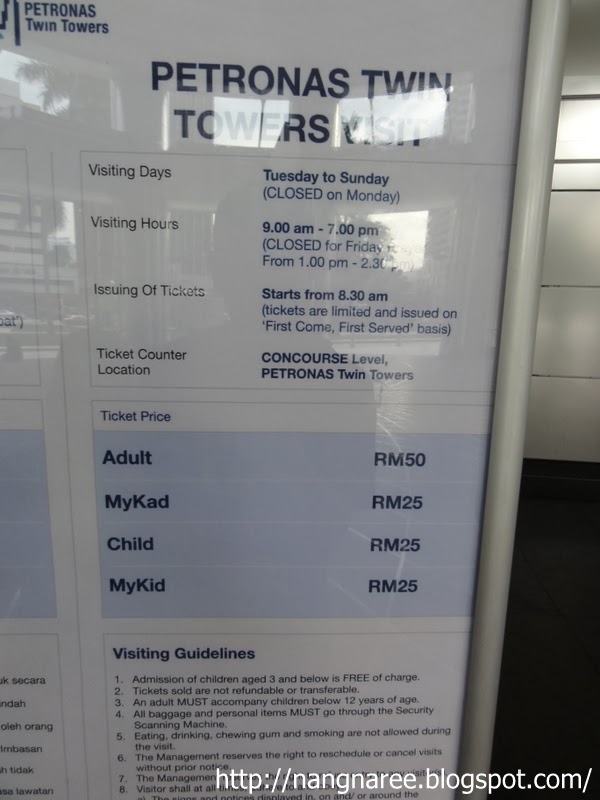 PETRONAS
Twin Towers
PETRONAS TWIN
TOWERS VISIT
Visiting Days
Tuesday to Sunday
(CLOSED on Monday)
Visiting Hours
9.00 am - 7.00 pm
(CLOSED for Friday
From 1.00 pm - 2.30 pm)
Issuing Of Tickets
Starts from 8.30 am
(tickets are limited and issued on
'First Come, First Served' basis)
Ticket Counter
Location
CONCOURSE Level,
PETRONAS Twin Towers
Ticket Price
Adult RM50
MyKad RM25
Child RM25
MyKid RM25
Visiting Guidelines
1. Admission of children aged 3 and below is FREE of charge.
2. Tickets sold are not refundable or transferable.
3. An adult MUST accompany children below 12 years of age.
4. All baggage and personal items MUST go through the Security
Scanning Machine.
5. Eating, drinking, chewing gum and smoking are not allowed during
the visit.
6. The Management reserves the right to reschedule or cancel visits
without prior notice.
7. The Management
8. Visitor shall at all
secara
indah
oleh orang
tidak
lawatan
http://nangnaree.blogspot.com/